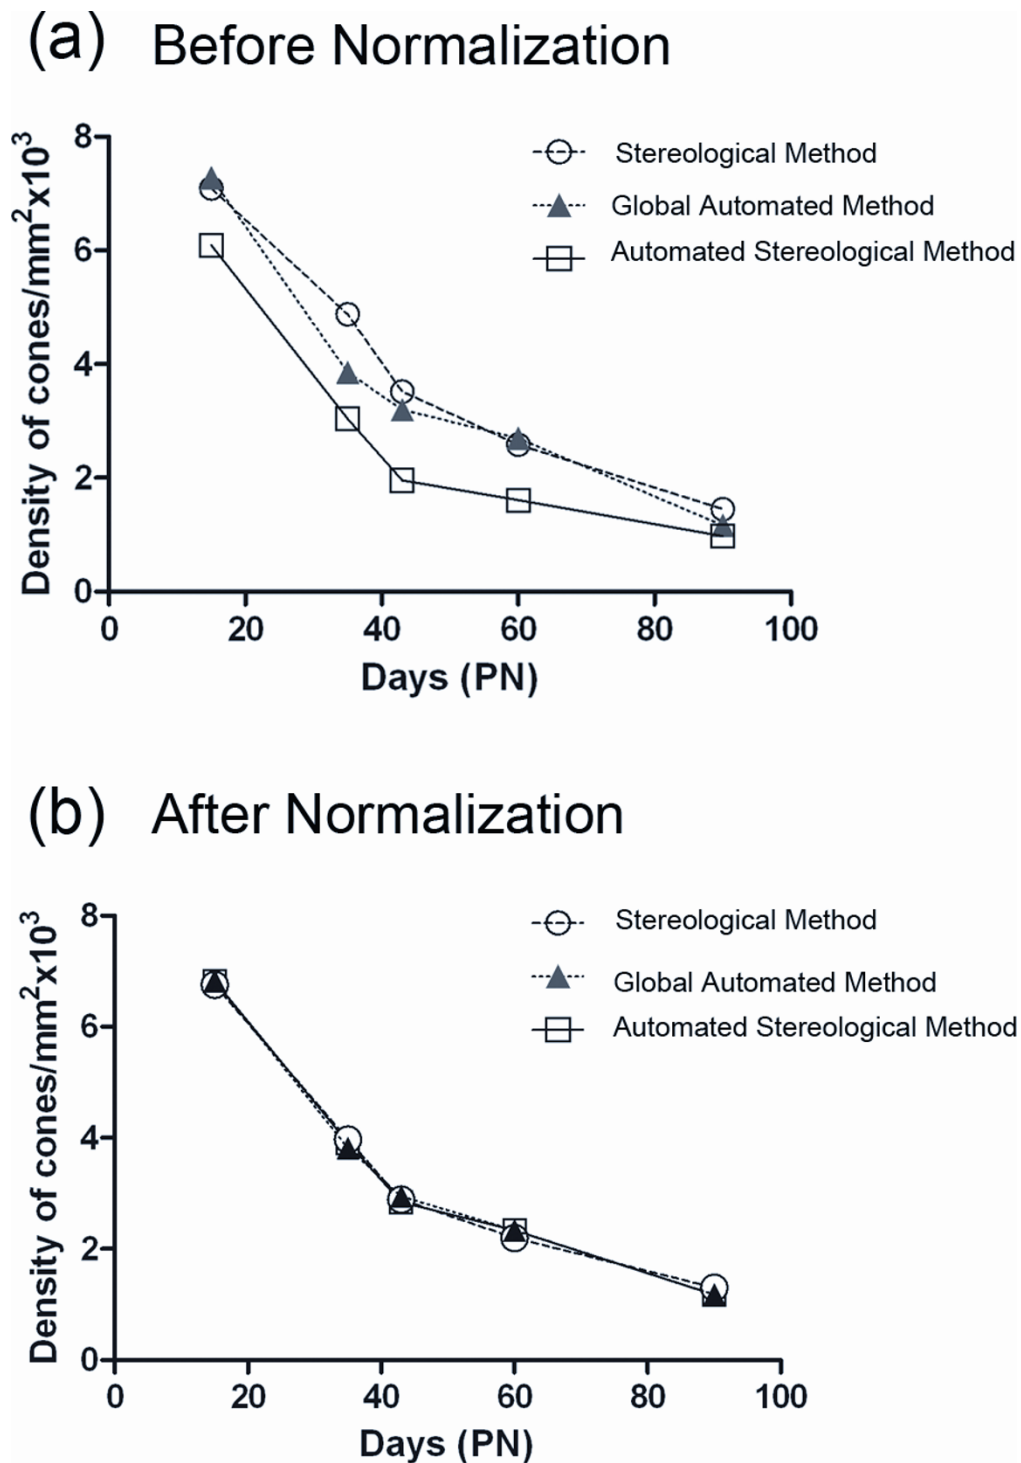 (a) Before Normalization
Density of cones/mm²x10³
8
6
4
2
0
Stereological Method
Global Automated Method
Automated Stereological Method
0 20 40 60 80 100
Days (PN)
(b) After Normalization
Density of cones/mm²x10³
8
6
4
2
0
Stereological Method
Global Automated Method
Automated Stereological Method
0 20 40 60 80 100
Days (PN)